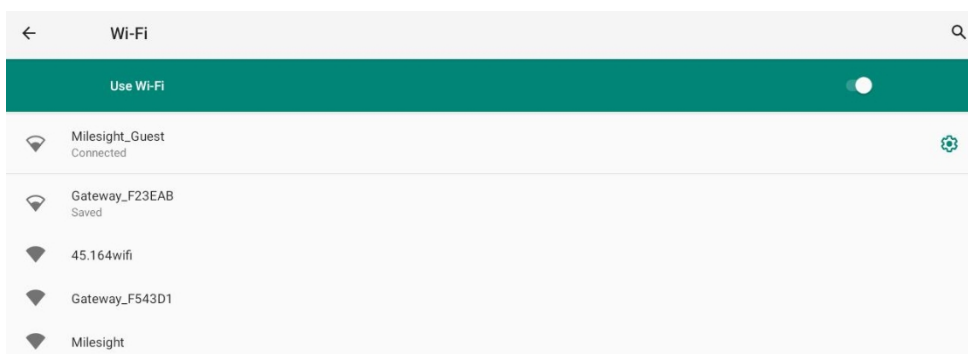 Wi-Fi
Use Wi-Fi
Milesight_Guest
Connected
Gateway_F23EAB
Saved
45.164wifi
Gateway_F543D1
Milesight